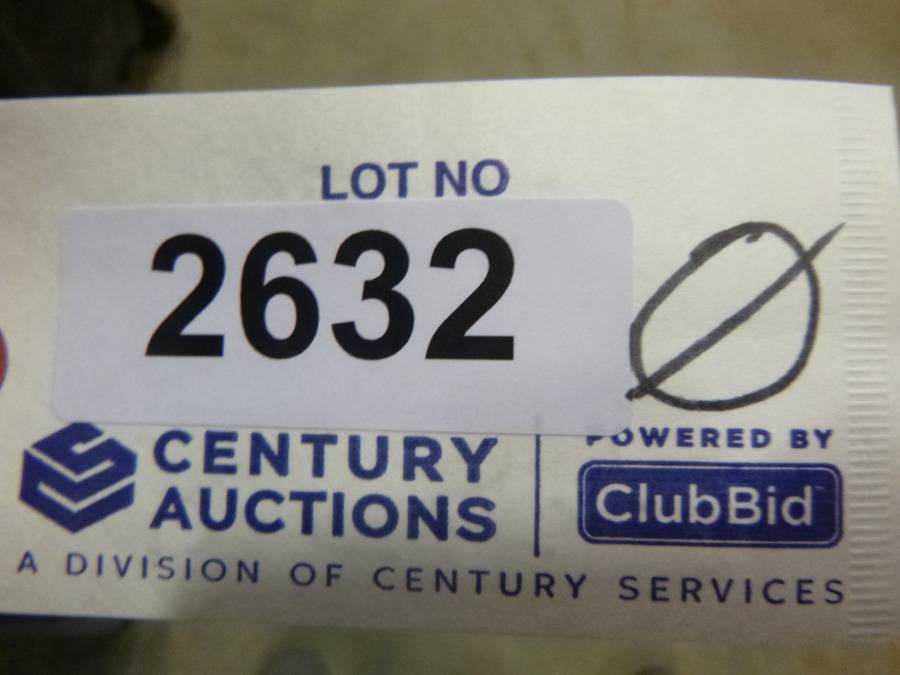 LOT NO
2632 Ø
CENTURY
AUCTIONS
POWERED BY
ClubBid
A DIVISION OF CENTURY SERVICES